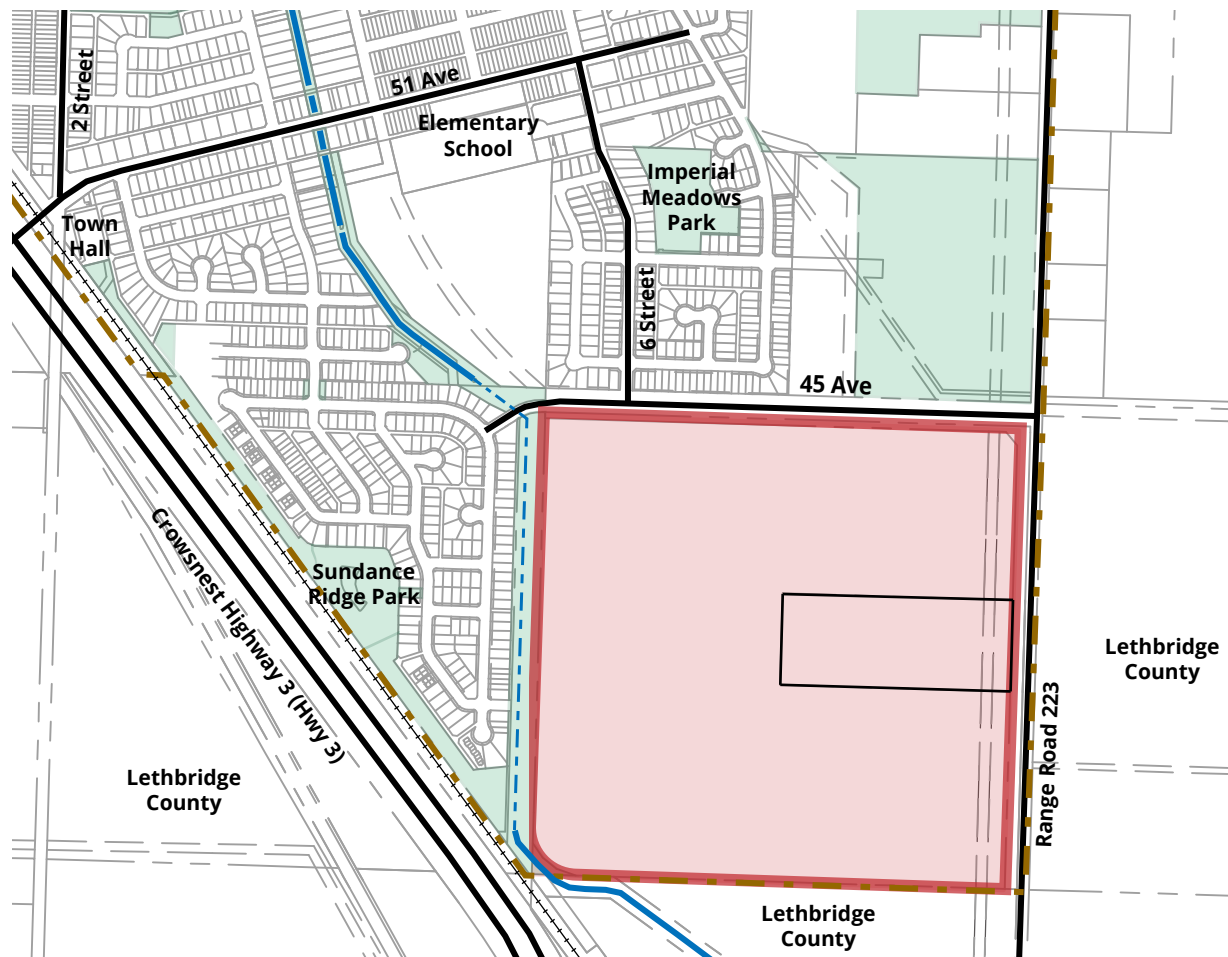 2 Street
51 Ave
Elementary
School
Imperial
Meadows
Park
Town
Hall
6 Street
45 Ave
Sundance
Ridge Park
Crowsnest Highway 3 (Hwy 3)
Lethbridge
County
Range Road 223
Lethbridge
County
Lethbridge
County